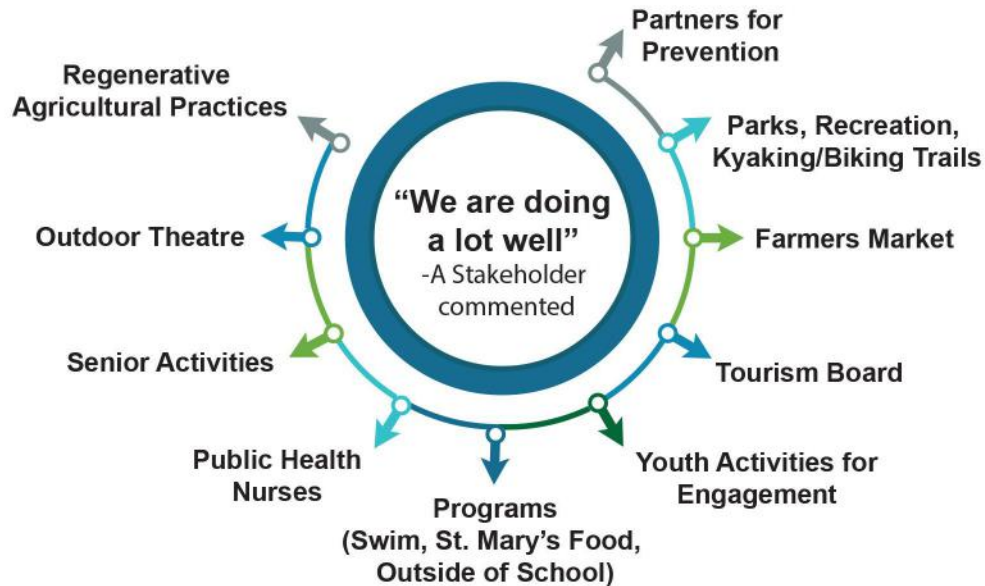 Partners for
Prevention
Regenerative
Agricultural Practices
Parks, Recreation,
Kyaking/Biking Trails
“We are doing
a lot well”
-A Stakeholder
commented
Outdoor Theatre
Farmers Market
Senior Activities
Tourism Board
Public Health
Nurses
Youth Activities for
Engagement
Programs
(Swim, St. Mary’s Food,
Outside of School)